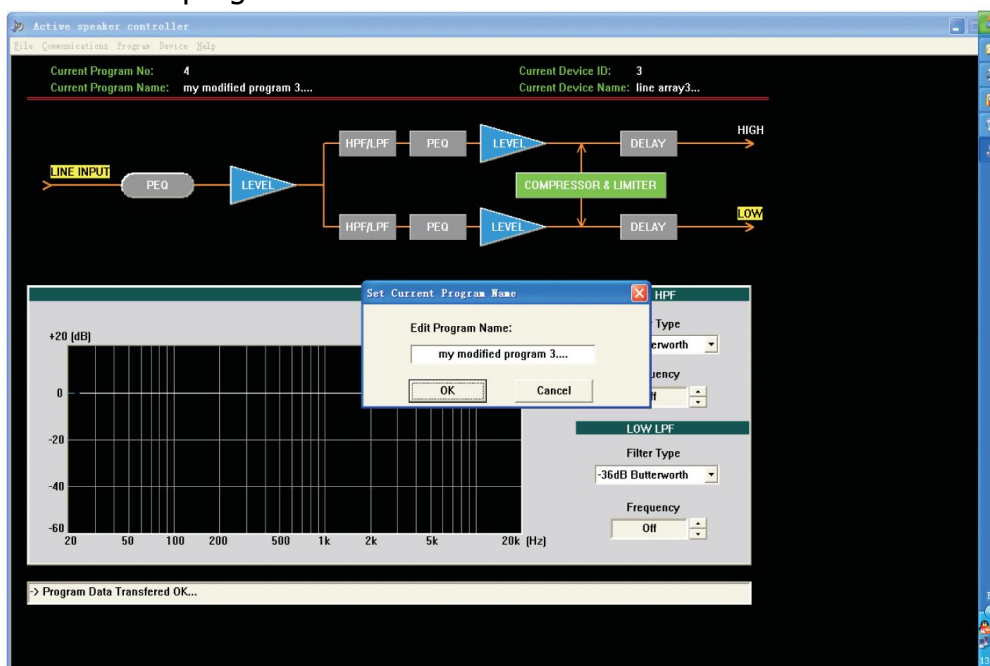 Active speaker controller
File Communications Program Device Help
Current Program No: 4
Current Device ID: 3
Current Program Name: my modified program 3....
Current Device Name: line array3...
HIGH
HPF/LPF PEQ LEVEL DELAY
LINE INPUT
PEQ LEVEL
COMPRESSOR & LIMITER
LOW
HPF/LPF PEQ LEVEL DELAY
Set Current Program Name
Edit Program Name:
my modified program 3....
OK Cancel
HPF
Type
erworth
+20 (dB)
0
-20
-40
-60
20 50 100 200 500 1k 2k 5k 20k (Hz)
LOW LPF
Filter Type
-36dB Butterworth
Frequency
Off
-> Program Data Transfered OK...